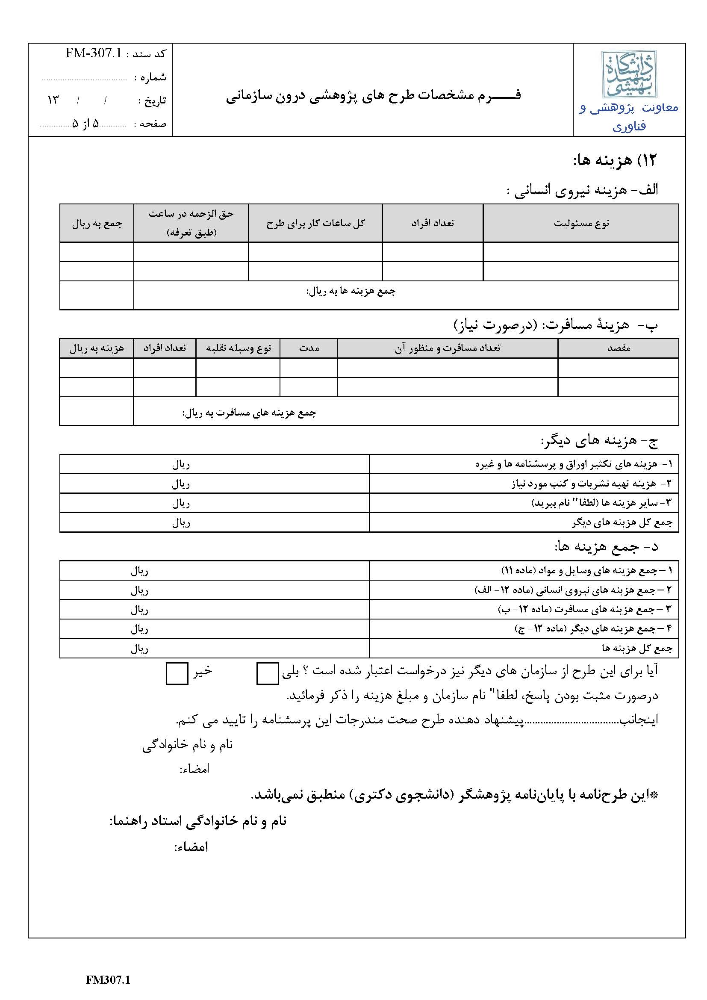 دانشگاه
شهید
بهشتی
معاونت پژوهشی و
فناوری
فـــــرم مشخصات طرح های پژوهشی درون سازمانی
کد سند : FM-307.1
شماره : ......................................
تاریخ : / / ۱۳
صفحه : ............۵ از ۵..............
۱۲) هزینه ها:
الف- هزینه نیروی انسانی :
نوع مسئولیت تعداد افراد کل ساعات کار برای طرح حق الزحمه در ساعت (طبق تعرفه) جمع به ریال
جمع هزینه ها به ریال:
ب- هزینۀ مسافرت: (درصورت نیاز)
مقصد تعداد مسافرت و منظور آن مدت نوع وسیله نقلیه تعداد افراد هزینه به ریال
جمع هزینه های مسافرت به ریال:
ج- هزینه های دیگر:
۱- هزینه های تکثیر اوراق و پرسشنامه ها و غیره ریال
۲- هزینه تهیه نشریات و کتب مورد نیاز ریال
۳- سایر هزینه ها (لطفا" نام ببرید) ریال
جمع کل هزینه های دیگر ریال
د- جمع هزینه ها:
۱ – جمع هزینه های وسایل و مواد (ماده ۱۱) ریال
۲ – جمع هزینه های نیروی انسانی (ماده ۱۲- الف) ریال
۳ – جمع هزینه های مسافرت (ماده ۱۲- ب) ریال
۴ – جمع هزینه های دیگر (ماده ۱۲- ج) ریال
جمع کل هزینه ها ریال
آیا برای این طرح از سازمان های دیگر نیز درخواست اعتبار شده است ؟ بلی خیر
درصورت مثبت بودن پاسخ، لطفا" نام سازمان و مبلغ هزینه را ذکر فرمائید.
اینجانب...................................پیشنهاد دهنده طرح صحت مندرجات این پرسشنامه را تایید می کنم.
نام و نام خانوادگی
امضاء:
*این طرح‌نامه با پایان‌نامه پژوهشگر (دانشجوی دکتری) منطبق نمی‌باشد.
نام و نام خانوادگی استاد راهنما:
امضاء:
FM307.1